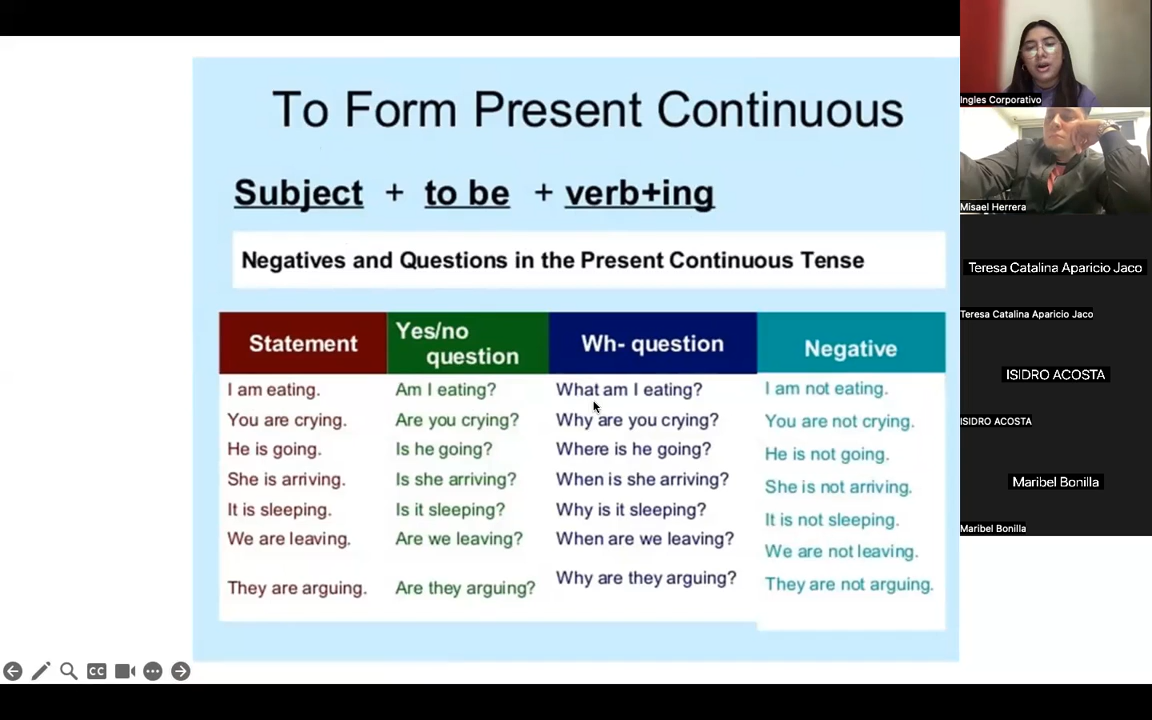 To Form Present Continuous
Subject + to be + verb+ing
Negatives and Questions in the Present Continuous Tense
Statement
I am eating.
You are crying.
He is going.
She is arriving.
It is sleeping.
We are leaving.
They are arguing.
Yes/no
question
Am I eating?
Are you crying?
Is he going?
Is she arriving?
Is it sleeping?
Are we leaving?
Are they arguing?
Wh- question
What am I eating?
Why are you crying?
Where is he going?
When is she arriving?
Why is it sleeping?
When are we leaving?
Why are they arguing?
Negative
I am not eating.
You are not crying.
He is not going.
She is not arriving.
It is not sleeping.
We are not leaving.
They are not arguing.
CC
Ingles Corporativo
Misael Herrera
Teresa Catalina Aparicio Jaco
Teresa Catalina Aparicio Jaco
ISIDRO ACOSTA
ISIDRO ACOSTA
Maribel Bonilla
Maribel Bonilla